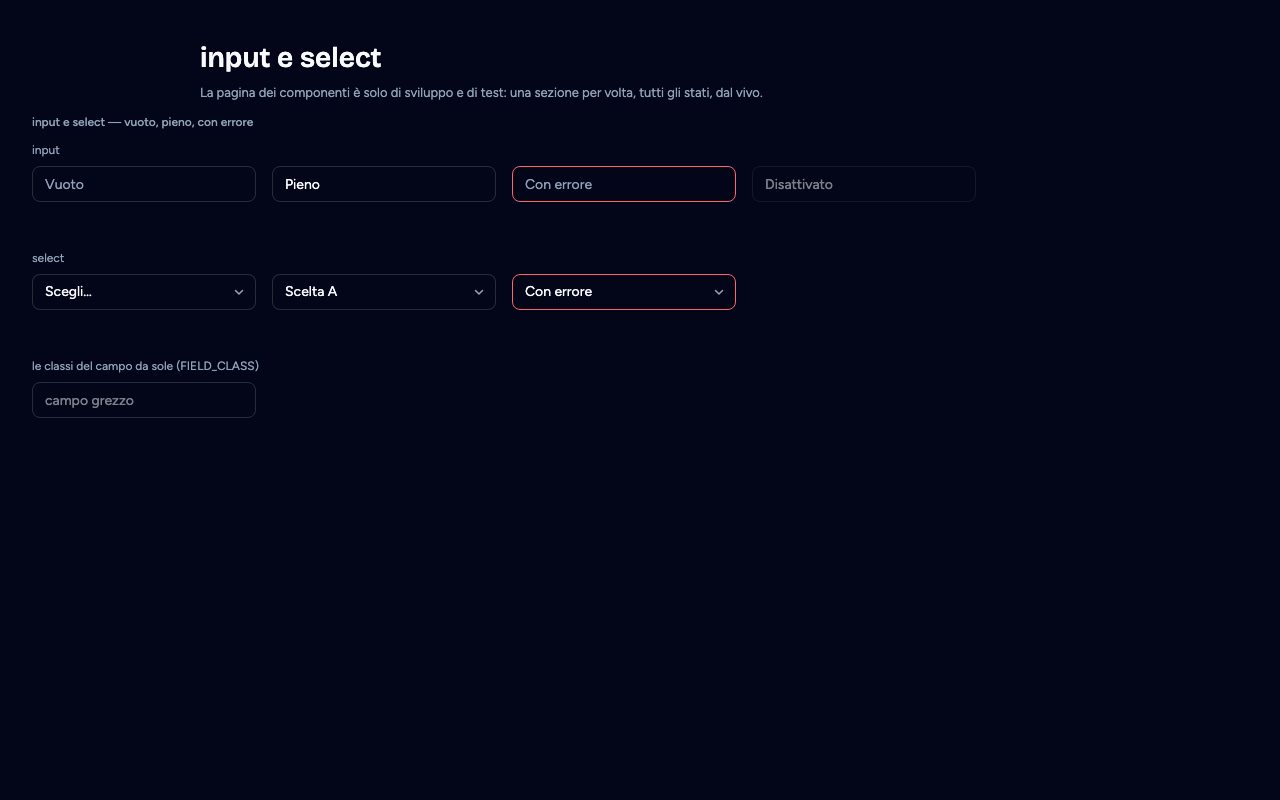 input e select
La pagina dei componenti è solo di sviluppo e di test: una sezione per volta, tutti gli stati, dal vivo.
input e select — vuoto, pieno, con errore
input
Vuoto
Pieno
Con errore
Disattivato
select
Scegli...
Scelta A
Con errore
le classi del campo da sole (FIELD_CLASS)
campo grezzo